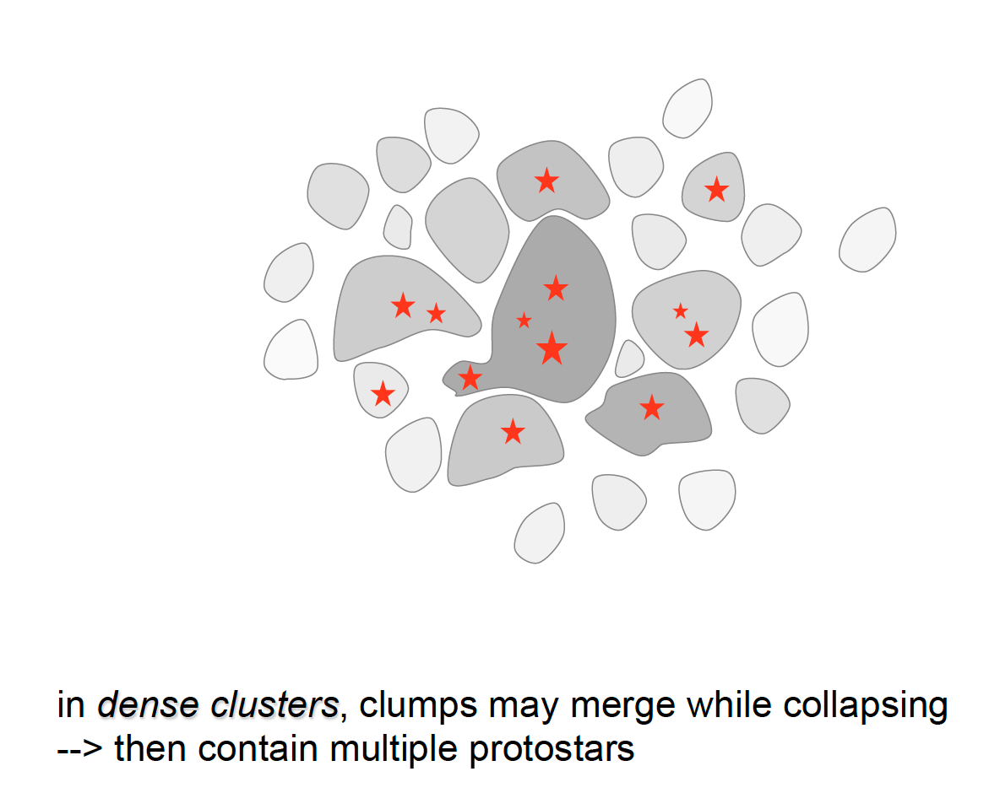 in dense clusters, clumps may merge while collapsing
--> then contain multiple protostars